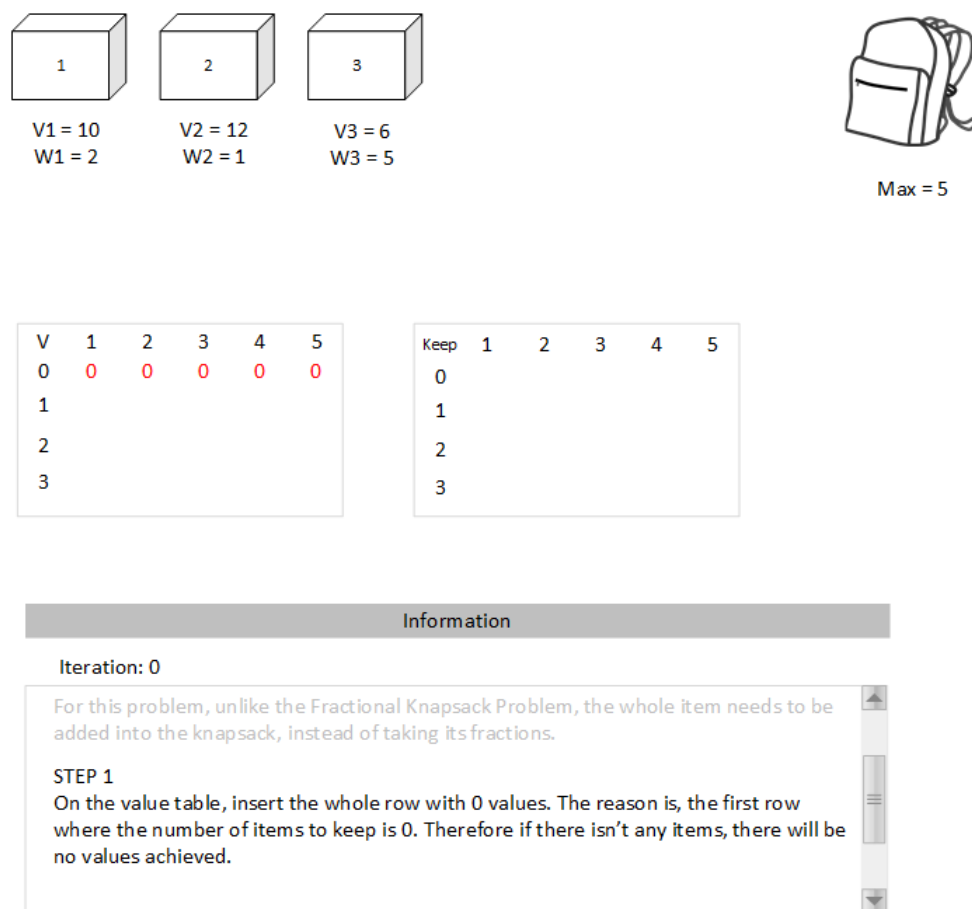 1 2 3
V1 = 10 V2 = 12 V3 = 6
W1 = 2 W2 = 1 W3 = 5
Max = 5
V 1 2 3 4 5
0 0 0 0 0 0
1
2
3
Keep 1 2 3 4 5
0
1
2
3
Information
Iteration: 0
For this problem, unlike the Fractional Knapsack Problem, the whole item needs to be
added into the knapsack, instead of taking its fractions.
STEP 1
On the value table, insert the whole row with 0 values. The reason is, the first row
where the number of items to keep is 0. Therefore if there isn't any items, there will be
no values achieved.